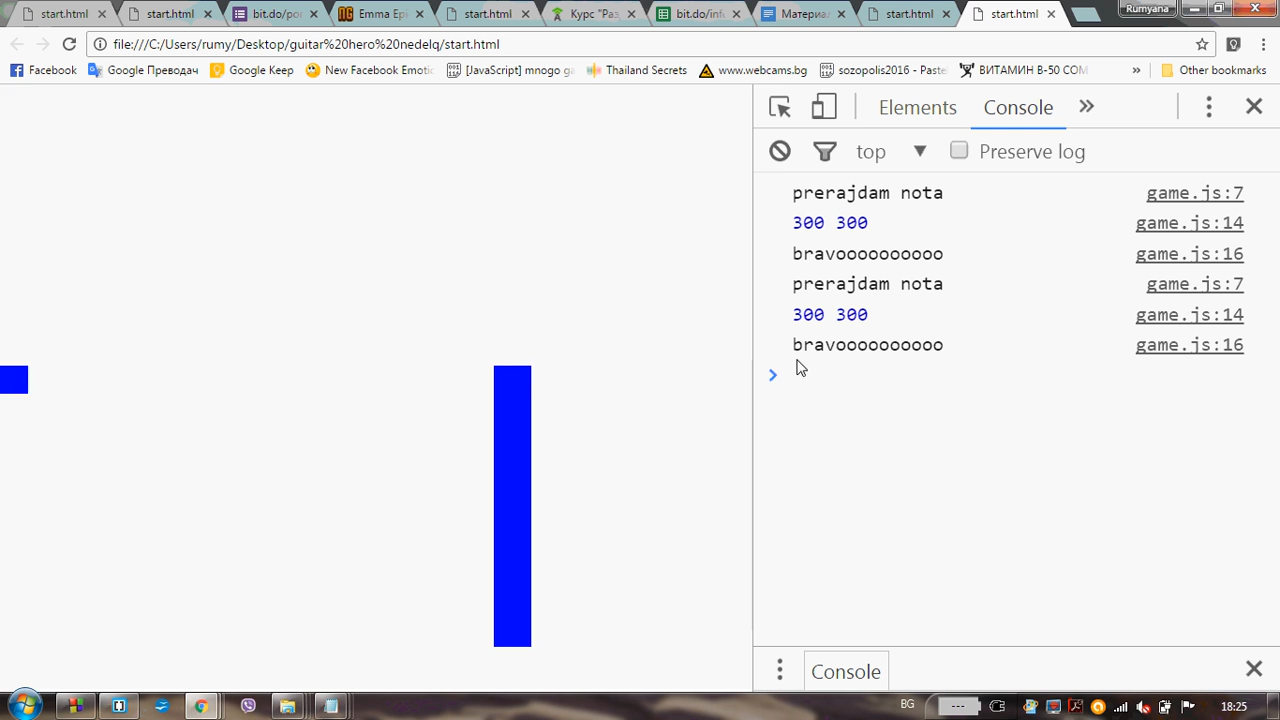 start.html
start.html
bit.do/por
Emma Epi
start.html
Курс "Раз
bit.do/info
Материал
start.html
start.html
Rumyana
file:///C:/Users/rumy/Desktop/guitar%20hero%20nedelq/start.html
Facebook
Google Преводач
Google Keep
New Facebook Emotic
[JavaScript] mnogo ga
Thailand Secrets
www.webcams.bg
sozopolis2016 - Paste
ВИТАМИН B-50 COM
»
Other bookmarks
Elements
Console
»
top
Preserve log
prerajdam nota game.js:7
300 300 game.js:14
bravoooooooooo game.js:16
prerajdam nota game.js:7
300 300 game.js:14
bravoooooooooo game.js:16
Console
BG
18:25